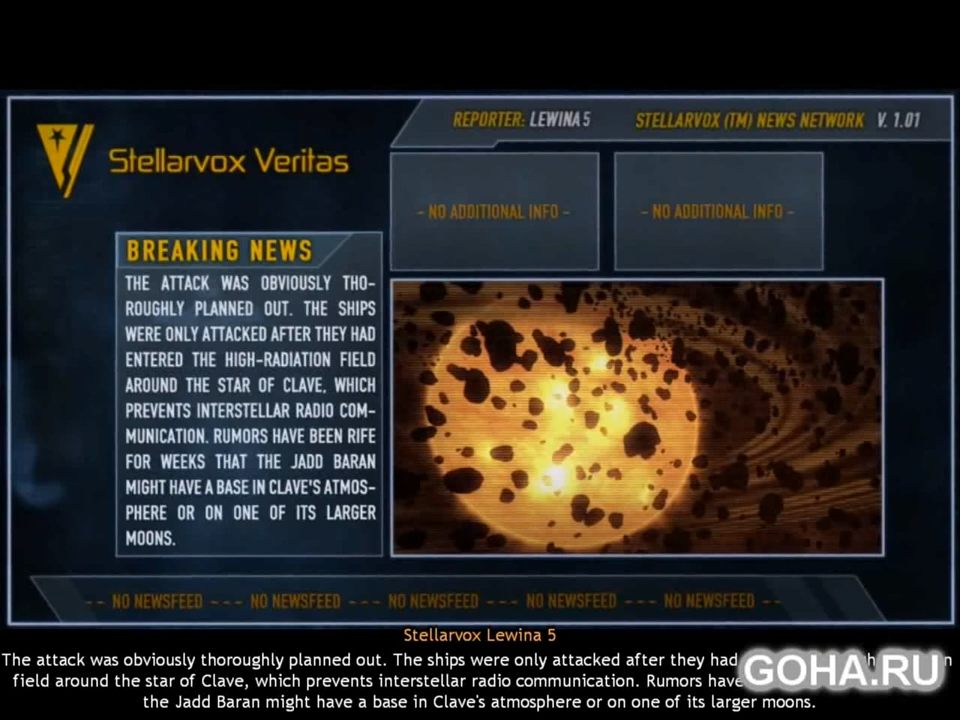 REPORTER: LEWINA 5
STELLARVOX (TM) NEWS NETWORK V. 1.01
Stellarvox Veritas
- NO ADDITIONAL INFO -
- NO ADDITIONAL INFO -
BREAKING NEWS
THE ATTACK WAS OBVIOUSLY THO-
ROUGHLY PLANNED OUT. THE SHIPS
WERE ONLY ATTACKED AFTER THEY HAD
ENTERED THE HIGH-RADIATION FIELD
AROUND THE STAR OF CLAVE, WHICH
PREVENTS INTERSTELLAR RADIO COM-
MUNICATION. RUMORS HAVE BEEN RIFE
FOR WEEKS THAT THE JADD BARAN
MIGHT HAVE A BASE IN CLAVE'S ATMOS-
PHERE OR ON ONE OF ITS LARGER
MOONS.
--- NO NEWSFEED --- NO NEWSFEED --- NO NEWSFEED --- NO NEWSFEED --- NO NEWSFEED --
Stellarvox Lewina 5
The attack was obviously thoroughly planned out. The ships were only attacked after they had
field around the star of Clave, which prevents interstellar radio communication. Rumors have
the Jadd Baran might have a base in Clave's atmosphere or on one of its larger moons.
GOHA.RU